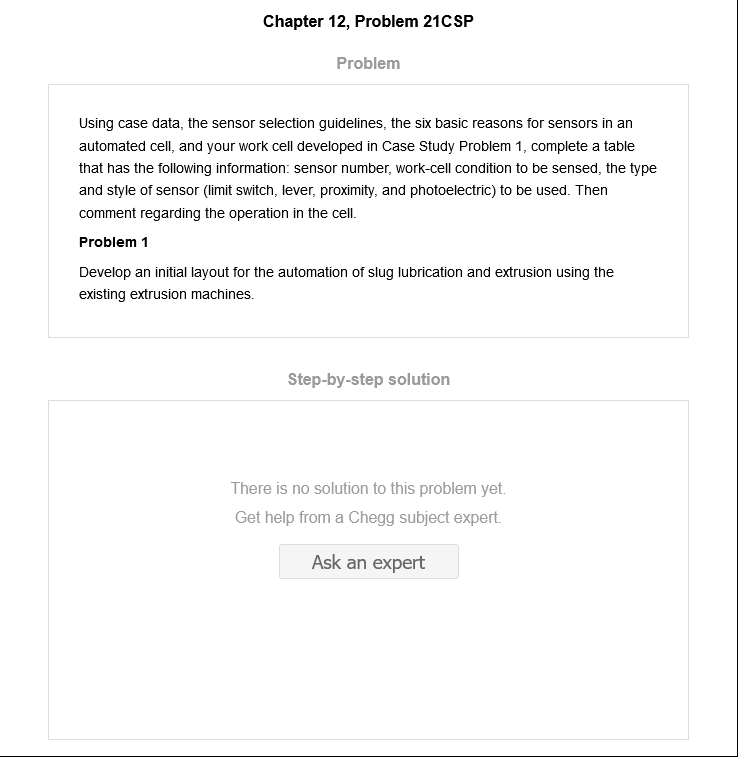 Chapter 12, Problem 21CSP
Problem
Using case data, the sensor selection guidelines, the six basic reasons for sensors in an
automated cell, and your work cell developed in Case Study Problem 1, complete a table
that has the following information: sensor number, work-cell condition to be sensed, the type
and style of sensor (limit switch, lever, proximity, and photoelectric) to be used. Then
comment regarding the operation in the cell.
Problem 1
Develop an initial layout for the automation of slug lubrication and extrusion using the
existing extrusion machines.
Step-by-step solution
There is no solution to this problem yet.
Get help from a Chegg subject expert.
Ask an expert